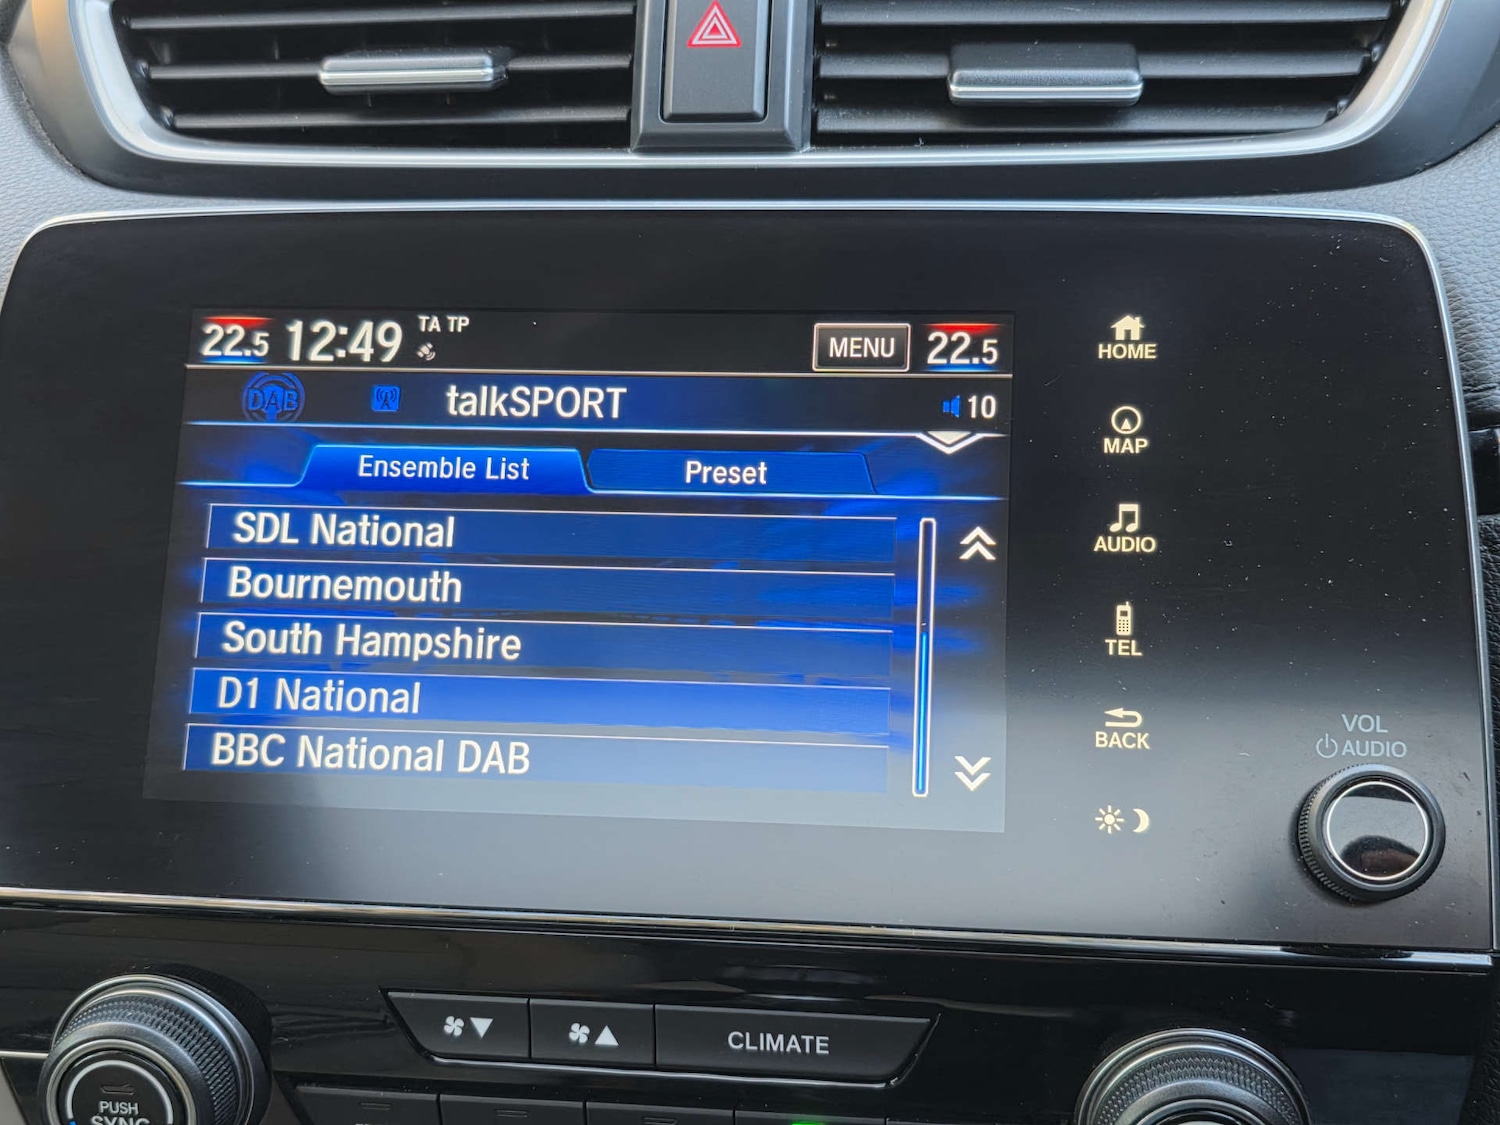 22.5 12:49 TA TP MENU 22.5
DAB talkSPORT 10
Ensemble List Preset
SDL National
Bournemouth
South Hampshire
D1 National
BBC National DAB
HOME
MAP
AUDIO
TEL
BACK
VOL
AUDIO
CLIMATE
PUSH
SYNC